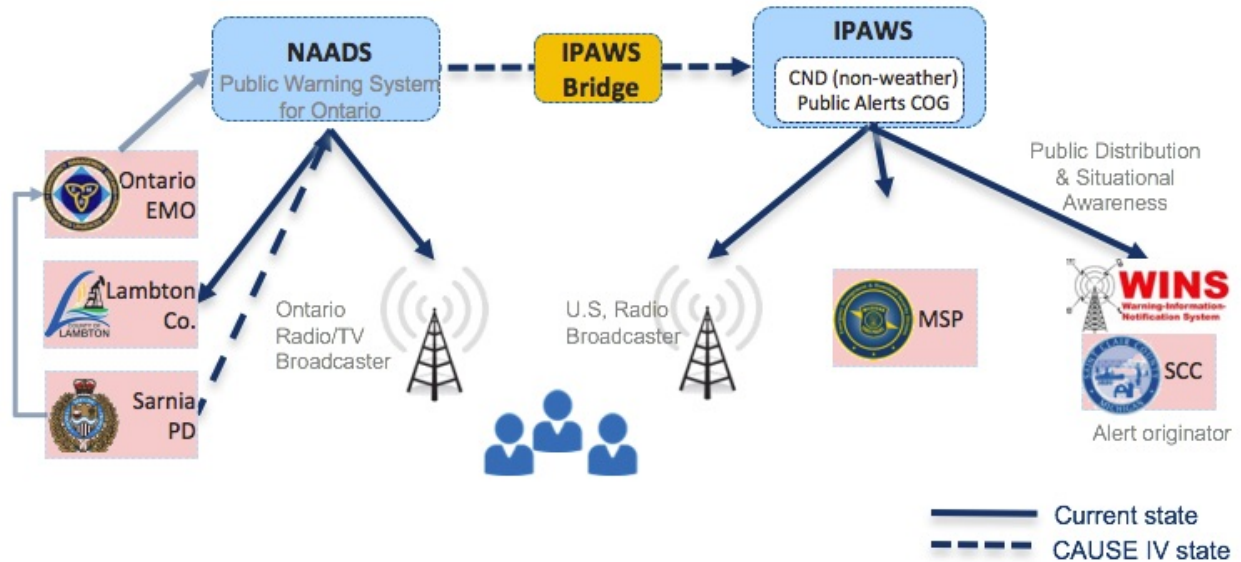 NAADS
Public Warning System
for Ontario
IPAWS
Bridge
IPAWS
CND (non-weather)
Public Alerts COG
Public Distribution
& Situational
Awareness
Ontario
EMO
Lambton
Co.
COUNTY OF
LAMBTON
Sarnia
PD
Ontario
Radio/TV
Broadcaster
U.S, Radio
Broadcaster
MSP
WINS
Warning-Information-
Notification System
SCC
Alert originator
Current state
CAUSE IV state